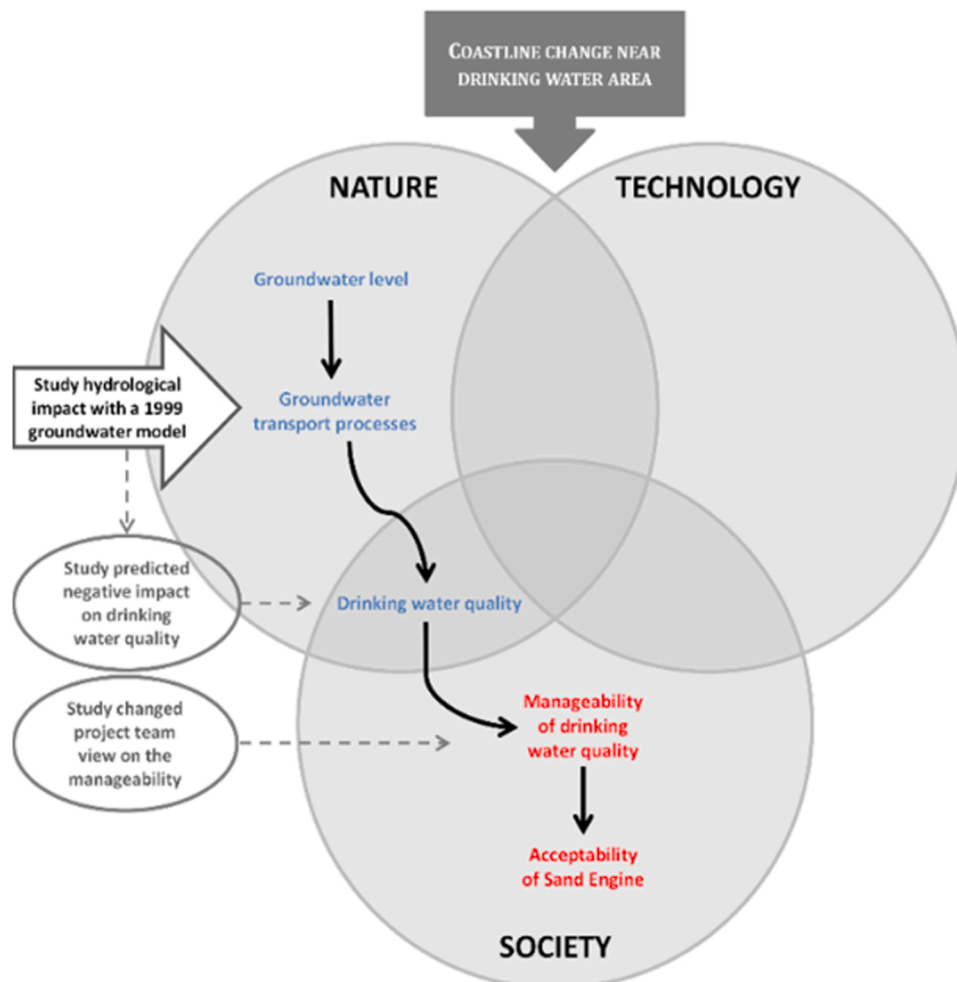 COASTLINE CHANGE NEAR
DRINKING WATER AREA
NATURE
TECHNOLOGY
Groundwater level
Study hydrological
impact with a 1999
groundwater model
Groundwater
transport processes
Study predicted
negative impact
on drinking
water quality
Drinking water quality
Study changed
project team
view on the
manageability
Manageability
of drinking
water quality
Acceptability
of Sand Engine
SOCIETY